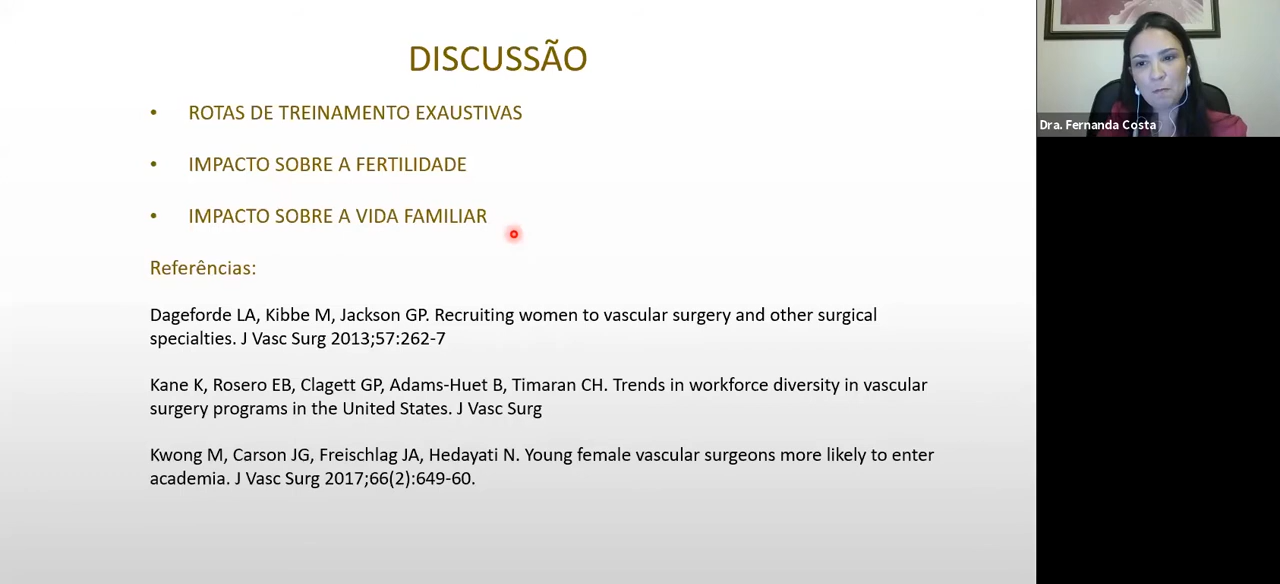 DISCUSSÃO
• ROTAS DE TREINAMENTO EXAUSTIVAS
• IMPACTO SOBRE A FERTILIDADE
• IMPACTO SOBRE A VIDA FAMILIAR
Referências:
Dageforde LA, Kibbe M, Jackson GP. Recruiting women to vascular surgery and other surgical
specialties. J Vasc Surg 2013;57:262-7
Kane K, Rosero EB, Clagett GP, Adams-Huet B, Timaran CH. Trends in workforce diversity in vascular
surgery programs in the United States. J Vasc Surg
Kwong M, Carson JG, Freischlag JA, Hedayati N. Young female vascular surgeons more likely to enter
academia. J Vasc Surg 2017;66(2):649-60.
Dra. Fernanda Costa